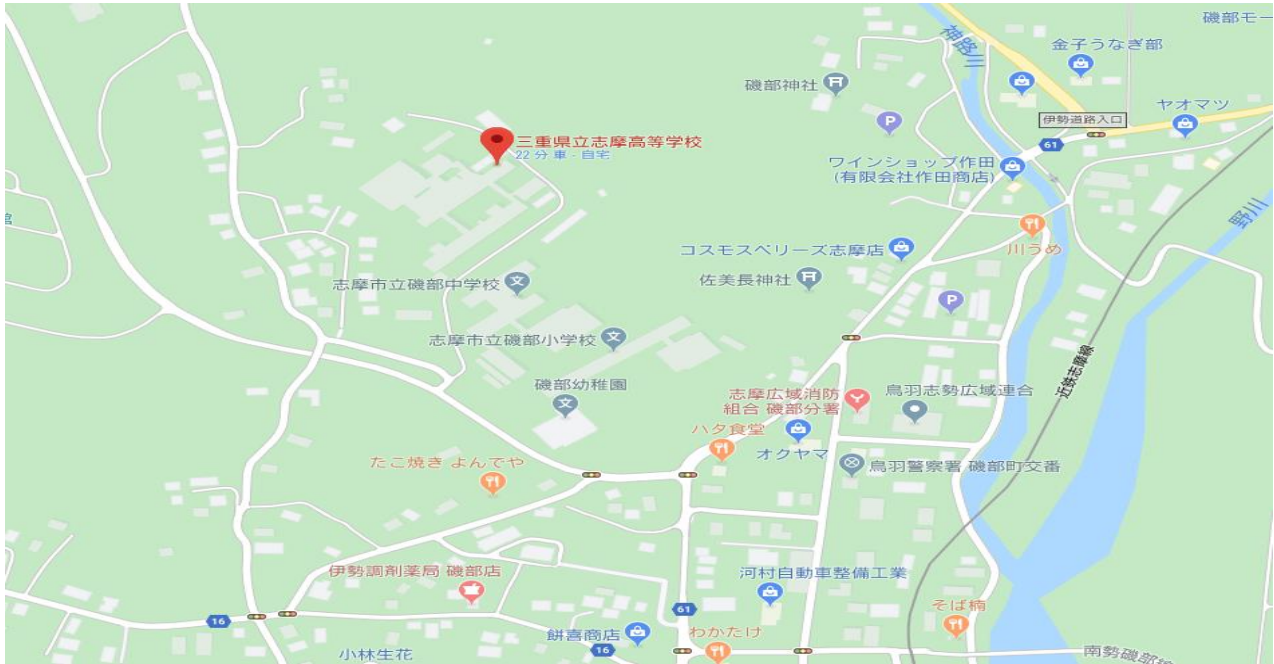 磯部モー
神路川
金子うなぎ部
磯部神社
ヤオマツ
P
伊勢道路入口
三重県立志摩高等学校
22 分 車 - 自宅
61
ワインショップ作田
(有限会社作田商店)
野川
館
コスモスベリーズ志摩店
川うめ
志摩市立磯部中学校
文
佐美長神社
P
志摩市立磯部小学校
文
近鉄志摩線
磯部幼稚園
文
志摩広域消防
組合 磯部分署
鳥羽志勢広域連合
ハタ食堂
オクヤマ
たこ焼き よんでや
鳥羽警察署 磯部町交番
伊勢調剤薬局 磯部店
河村自動車整備工業
16
61
そば楠
餅喜商店
わかたけ
小林生花
16
南勢磯部線